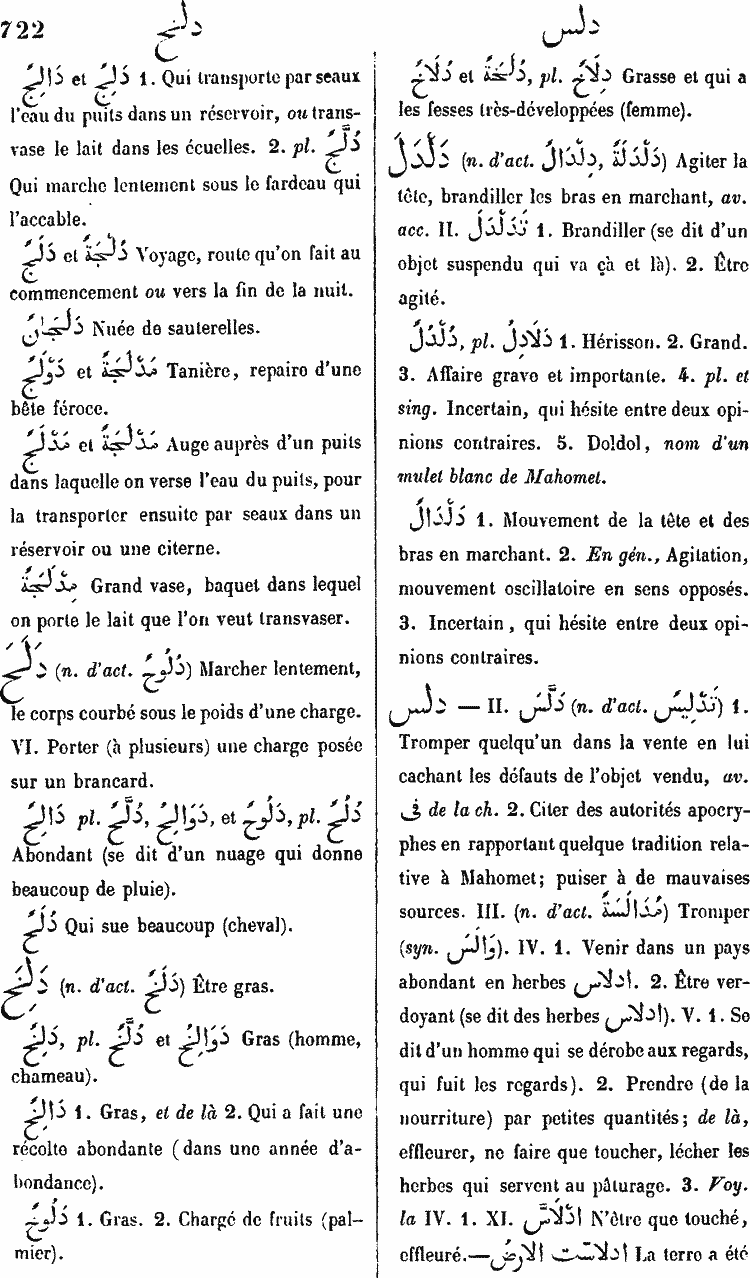 722 دلخ
دَالِجٌ et دَلِجٌ 1. Qui transporte par seaux
l'eau du puits dans un réservoir, ou trans-
vase le lait dans les écuelles. 2. pl. دُلَّجٌ
Qui marche lentement sous le fardeau qui
l'accable.
دَلَجٌ et دُلْجَةٌ Voyage, route qu'on fait au
commencement ou vers la fin de la nuit.
دَلَجَانٌ Nuée de sauterelles.
دَوْلَجٌ et مَدْلَجَةٌ Tanière, repaire d'une
bête féroce.
مَدْلَجٌ et مَدْلَجَةٌ Auge auprès d'un puits
dans laquelle on verse l'eau du puits, pour
la transporter ensuite par seaux dans un
réservoir ou une citerne.
مِدْلَجَةٌ Grand vase, baquet dans lequel
on porte le lait que l'on veut transvaser.
دَلَحَ (n. d'act. دُلُوحٌ) Marcher lentement,
le corps courbé sous le poids d'une charge.
VI. Porter (à plusieurs) une charge posée
sur un brancard.
دَالِحٌ pl. دُلَّحٌ, دَوَالِحٌ, et دَلُوحٌ, pl. دُلُحٌ
Abondant (se dit d'un nuage qui donne
beaucoup de pluie).
دُلَحٌ Qui sue beaucoup (cheval).
دَلِخَ (n. d'act. دَلَخٌ) Être gras.
دَلِخٌ, pl. دُلَّخٌ et دَوَالِخٌ Gras (homme,
chameau).
دَالِخٌ 1. Gras, et de là 2. Qui a fait une
récolte abondante (dans une année d'a-
bondance).
دَلُوخٌ 1. Gras. 2. Chargé de fruits (pal-
mier).
دلس
دُلَاخٌ et دُلَخَةٌ, pl. دِلَاخٌ Grasse et qui a
les fesses très-développées (femme).
دَلْدَلَ (n. d'act. دِلْدَالٌ, دَلْدَلَةٌ) Agiter la
tête, brandiller les bras en marchant, av.
acc. II. تَدَلْدَلَ 1. Brandiller (se dit d'un
objet suspendu qui va çà et là). 2. Être
agité.
دُلْدُلٌ, pl. دَلَادِلُ 1. Hérisson. 2. Grand.
3. Affaire grave et importante. 4. pl. et
sing. Incertain, qui hésite entre deux opi-
nions contraires. 5. Doldol, nom d'un
mulet blanc de Mahomet.
دَلْدَالٌ 1. Mouvement de la tête et des
bras en marchant. 2. En gén., Agitation,
mouvement oscillatoire en sens opposés.
3. Incertain, qui hésite entre deux opi-
nions contraires.
دلس — II. دَلَّسَ (n. d'act. تَدْلِيسٌ) 1.
Tromper quelqu'un dans la vente en lui
cachant les défauts de l'objet vendu, av.
فى de la ch. 2. Citer des autorités apocry-
phes en rapportant quelque tradition rela-
tive à Mahomet; puiser à de mauvaises
sources. III. (n. d'act. مُدَالَسَةٌ) Tromper
(syn. وَالَسَ). IV. 1. Venir dans un pays
abondant en herbes ادلاس. 2. Être ver-
doyant (se dit des herbes ادلاس). V. 1. Se
dit d'un homme qui se dérobe aux regards,
qui fuit les regards). 2. Prendre (de la
nourriture) par petites quantités; de là,
effleurer, ne faire que toucher, lécher les
herbes qui servent au pâturage. 3. Voy.
la IV. 1. XI. اِدْلَاسَّ N'être que touché,
effleuré.—ادلاست الارض La terre a été